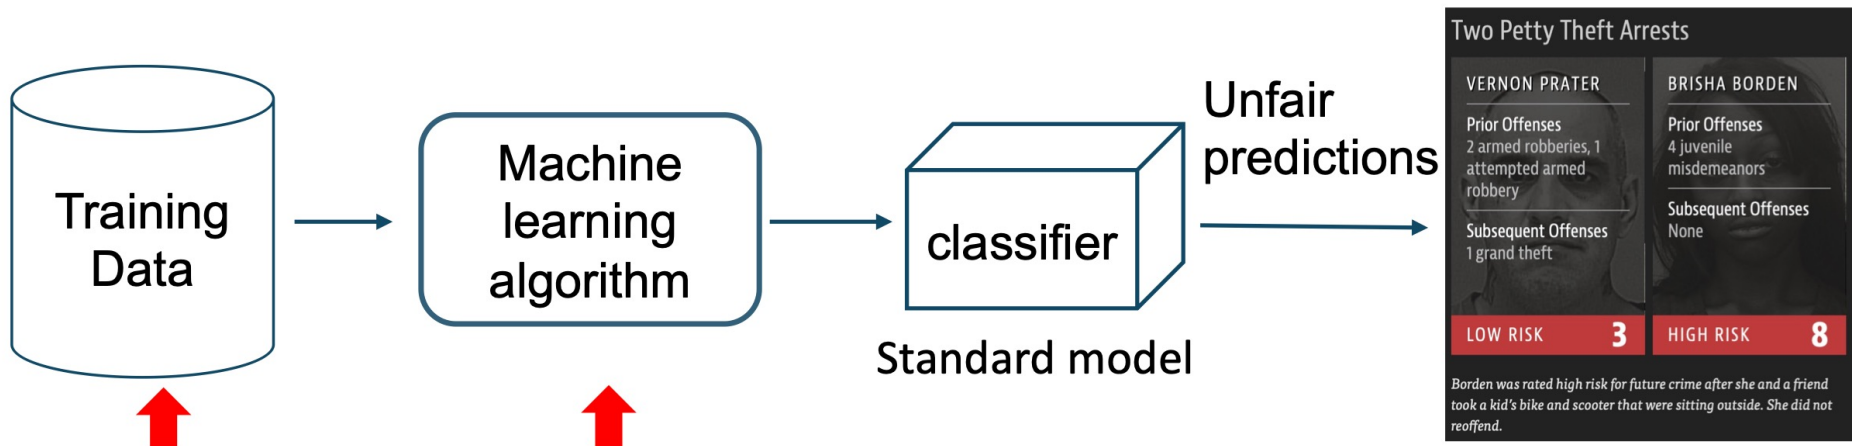 Training
Data
Machine
learning
algorithm
classifier
Standard model
Unfair
predictions
Two Petty Theft Arrests
VERNON PRATER
Prior Offenses
2 armed robberies, 1
attempted armed
robbery
Subsequent Offenses
1 grand theft
LOW RISK 3
BRISHA BORDEN
Prior Offenses
4 juvenile
misdemeanors
Subsequent Offenses
None
HIGH RISK 8
Borden was rated high risk for future crime after she and a friend
took a kid's bike and scooter that were sitting outside. She did not
reoffend.